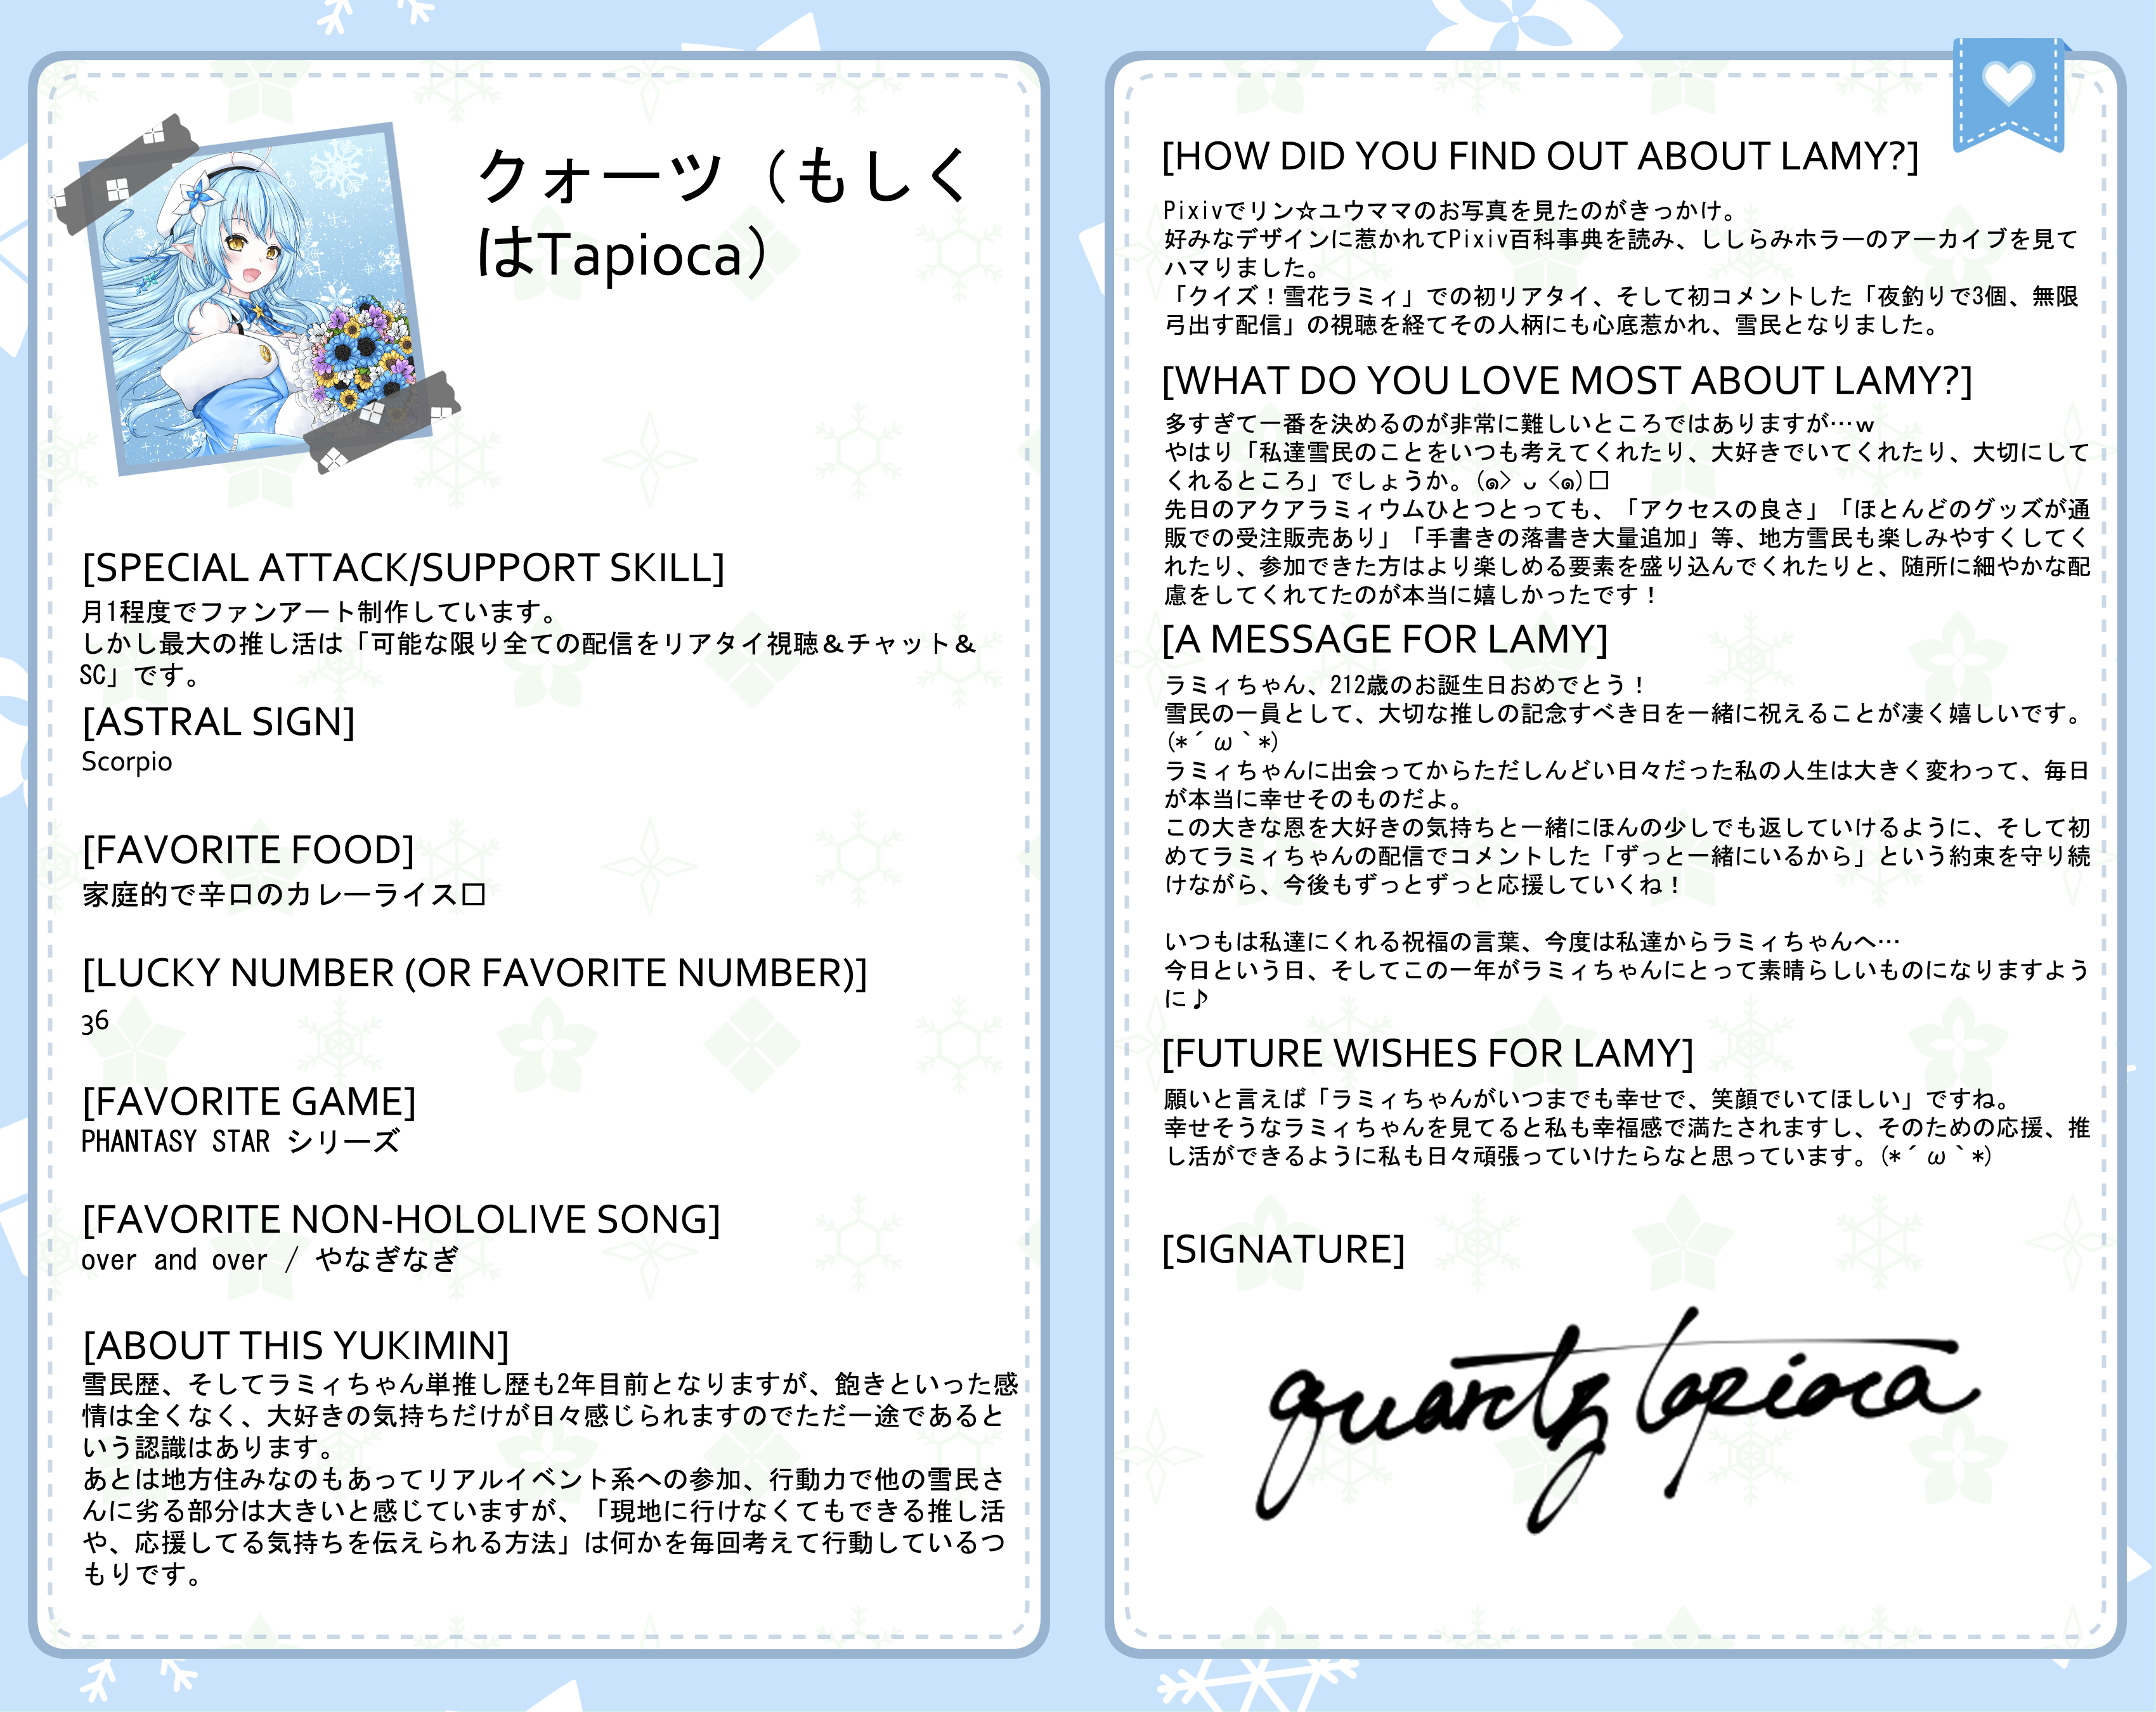 クォーツ（もしく
はTapioca）
[SPECIAL ATTACK/SUPPORT SKILL]
月1程度でファンアート制作しています。
しかし最大の推し活は「可能な限り全ての配信をリアタイ視聴＆チャット＆
SC」です。
[ASTRAL SIGN]
Scorpio
[FAVORITE FOOD]
家庭的で辛口のカレーライス□
[LUCKY NUMBER (OR FAVORITE NUMBER)]
36
[FAVORITE GAME]
PHANTASY STAR シリーズ
[FAVORITE NON-HOLOLIVE SONG]
over and over / やなぎなぎ
[ABOUT THIS YUKIMIN]
雪民歴、そしてラミィちゃん単推し歴も2年目前となりますが、飽きといった感
情は全くなく、大好きの気持ちだけが日々感じられますのでただ一途であると
いう認識はあります。
あとは地方住みなのもあってリアルイベント系への参加、行動力で他の雪民さ
んに劣る部分は大きいと感じていますが、「現地に行けなくてもできる推し活
や、応援してる気持ちを伝えられる方法」は何かを毎回考えて行動しているつ
もりです。
[HOW DID YOU FIND OUT ABOUT LAMY?]
Pixivでリン☆ユウママのお写真を見たのがきっかけ。
好みなデザインに惹かれてPixiv百科事典を読み、ししらみホラーのアーカイブを見て
ハマりました。
「クイズ！雪花ラミィ」での初リアタイ、そして初コメントした「夜釣りで3個、無限
弓出す配信」の視聴を経てその人柄にも心底惹かれ、雪民となりました。
[WHAT DO YOU LOVE MOST ABOUT LAMY?]
多すぎて一番を決めるのが非常に難しいところではありますが…w
やはり「私達雪民のことをいつも考えてくれたり、大好きでいてくれたり、大切にして
くれるところ」でしょうか。(๑> ᴗ <๑)□
先日のアクアラミィウムひとつとっても、「アクセスの良さ」「ほとんどのグッズが通
販での受注販売あり」「手書きの落書き大量追加」等、地方雪民も楽しみやすくしてく
れたり、参加できた方はより楽しめる要素を盛り込んでくれたりと、随所に細やかな配
慮をしてくれてたのが本当に嬉しかったです！
[A MESSAGE FOR LAMY]
ラミィちゃん、212歳のお誕生日おめでとう！
雪民の一員として、大切な推しの記念すべき日を一緒に祝えることが凄く嬉しいです。
(*´ω｀*)
ラミィちゃんに出会ってからただしんどい日々だった私の人生は大きく変わって、毎日
が本当に幸せそのものだよ。
この大きな恩を大好きの気持ちと一緒にほんの少しでも返していけるように、そして初
めてラミィちゃんの配信でコメントした「ずっと一緒にいるから」という約束を守り続
けながら、今後もずっとずっと応援していくね！
いつもは私達にくれる祝福の言葉、今度は私達からラミィちゃんへ…
今日という日、そしてこの一年がラミィちゃんにとって素晴らしいものになりますよう
に♪
[FUTURE WISHES FOR LAMY]
願いと言えば「ラミィちゃんがいつまでも幸せで、笑顔でいてほしい」ですね。
幸せそうなラミィちゃんを見てると私も幸福感で満たされますし、そのための応援、推
し活ができるように私も日々頑張っていけたらなと思っています。(*´ω｀*)
[SIGNATURE]
quartz tapioca